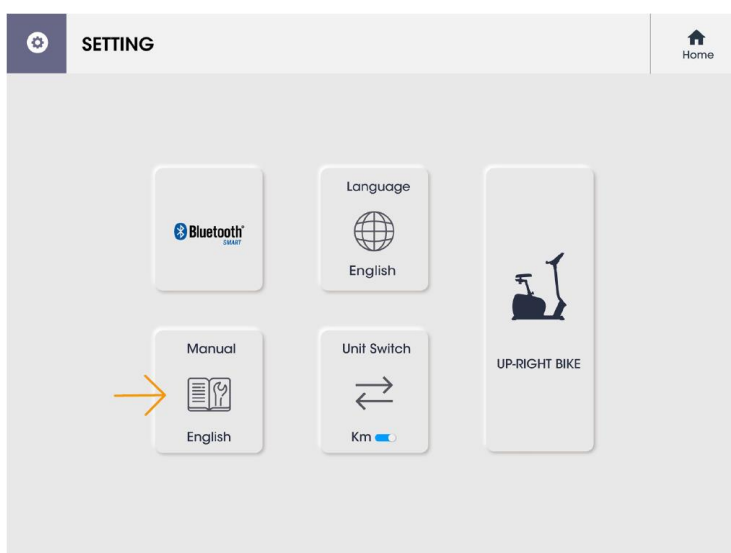 SETTING
Home
Bluetooth®
SMART
Language
English
Manual
English
Unit Switch
Km
UP-RIGHT BIKE